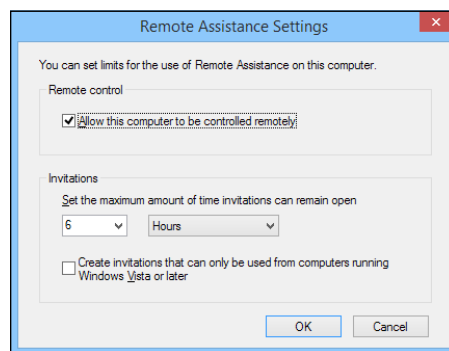 Remote Assistance Settings
You can set limits for the use of Remote Assistance on this computer.
Remote control
Allow this computer to be controlled remotely
Invitations
Set the maximum amount of time invitations can remain open
6 Hours
Create invitations that can only be used from computers running
Windows Vista or later
OK Cancel